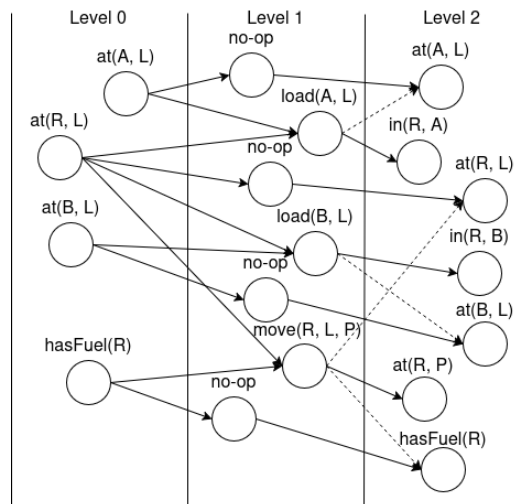 Level 0
Level 1
Level 2
at(A, L)
at(R, L)
at(B, L)
hasFuel(R)
no-op
load(A, L)
no-op
load(B, L)
no-op
move(R, L, P)
no-op
at(A, L)
in(R, A)
at(R, L)
in(R, B)
at(B, L)
at(R, P)
hasFuel(R)